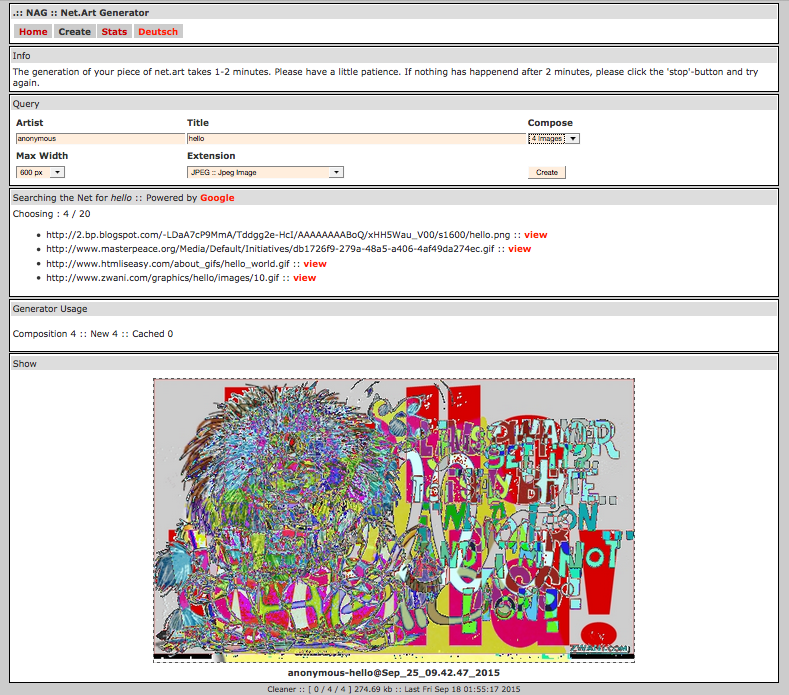 .:: NAG :: Net.Art Generator
Home Create Stats Deutsch
Info
The generation of your piece of net.art takes 1-2 minutes. Please have a little patience. If nothing has happenend after 2 minutes, please click the 'stop'-button and try
again.
Query
Artist Title Compose
anonymous hello 4 images
Max Width Extension
600 px JPEG :: Jpeg Image Create
Searching the Net for hello :: Powered by Google
Choosing : 4 / 20
http://2.bp.blogspot.com/-LDaA7cP9MmA/Tddgg2e-HcI/AAAAAAAABoQ/xHH5Wau_V00/s1600/hello.png :: view
http://www.masterpeace.org/Media/Default/Initiatives/db1726f9-279a-48a5-a406-4af49da274ec.gif :: view
http://www.htmliseasy.com/about_gifs/hello_world.gif :: view
http://www.zwani.com/graphics/hello/images/10.gif :: view
Generator Usage
Composition 4 :: New 4 :: Cached 0
Show
ZWANI.COM
anonymous-hello@Sep_25_09.42.47_2015
Cleaner :: [ 0 / 4 / 4 ] 274.69 kb :: Last Fri Sep 18 01:55:17 2015